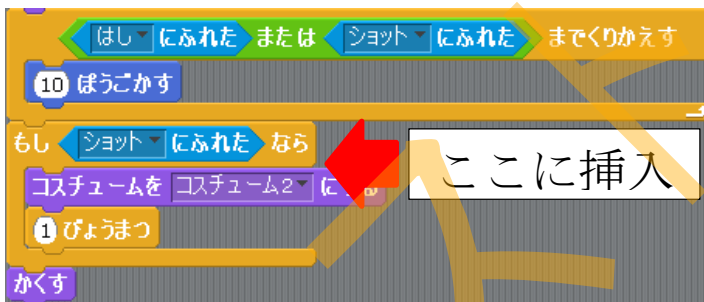 はし にふれた または ショット にふれた までくりかえす
10 ぽうごかす
もし ショット にふれた なら
コスチュームを コスチューム2 にする
ここに挿入
1 びょうまつ
かくす